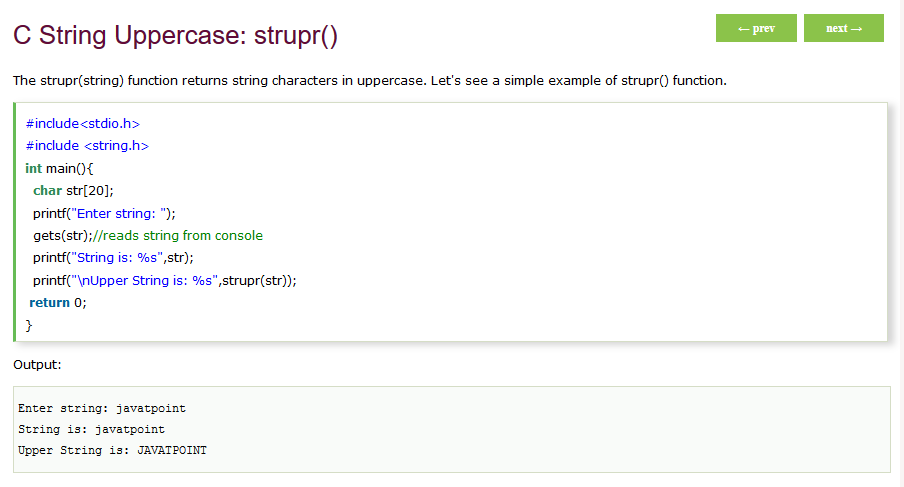 C String Uppercase: strupr()
← prev
next →
The strupr(string) function returns string characters in uppercase. Let's see a simple example of strupr() function.
#include<stdio.h>
#include <string.h>
int main(){
  char str[20];
  printf("Enter string: ");
  gets(str);//reads string from console
  printf("String is: %s",str);
  printf("\nUpper String is: %s",strupr(str));
 return 0;
}
Output:
Enter string: javatpoint
String is: javatpoint
Upper String is: JAVATPOINT